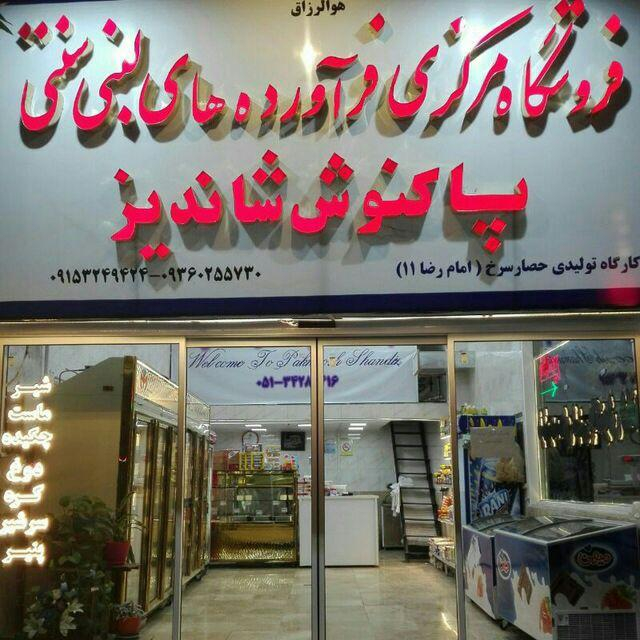 هوالرزاق
فروشگاه مرکزی فرآورده های لبنی سنتی
پاکنوش شاندیز
کارگاه تولیدی حصارسرخ ( امام رضا ۱۱)
۰۹۱۵۳۲۴۹۴۲۴-۰۹۳۶۰۲۵۵۷۳۰
Welcome To Shandiz
شیر
ماست
چکیده
دوغ
کره
سرشیر
پنیر